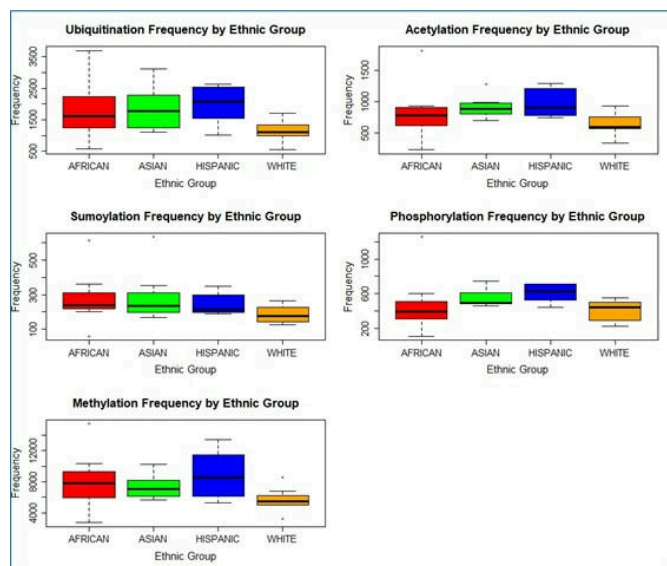 Ubiquitination Frequency by Ethnic Group
Frequency
3500
2500
1500
500
AFRICAN ASIAN HISPANIC WHITE
Ethnic Group
Acetylation Frequency by Ethnic Group
Frequency
1500
1000
500
AFRICAN ASIAN HISPANIC WHITE
Ethnic Group
Sumoylation Frequency by Ethnic Group
Frequency
500
300
100
AFRICAN ASIAN HISPANIC WHITE
Ethnic Group
Phosphorylation Frequency by Ethnic Group
Frequency
1000
600
200
AFRICAN ASIAN HISPANIC WHITE
Ethnic Group
Methylation Frequency by Ethnic Group
Frequency
12000
8000
4000
AFRICAN ASIAN HISPANIC WHITE
Ethnic Group